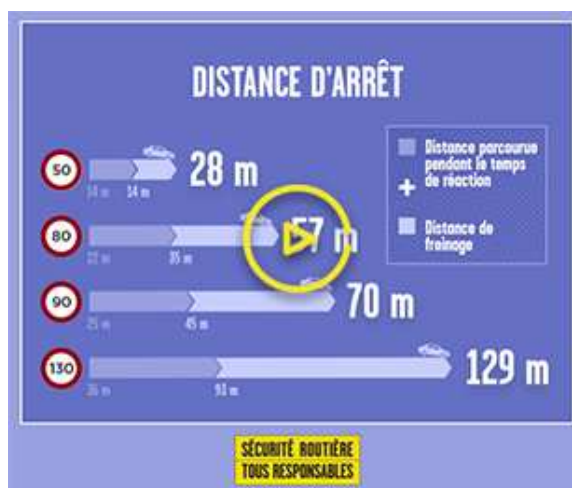 DISTANCE D'ARRÊT
50
14 m
14 m
28 m
Distance parcourue
pendant le temps
+ de réaction
Distance de
freinage
80
22 m
35 m
57 m
90
25 m
45 m
70 m
130
36 m
93 m
129 m
SÉCURITÉ ROUTIÈRE
TOUS RESPONSABLES